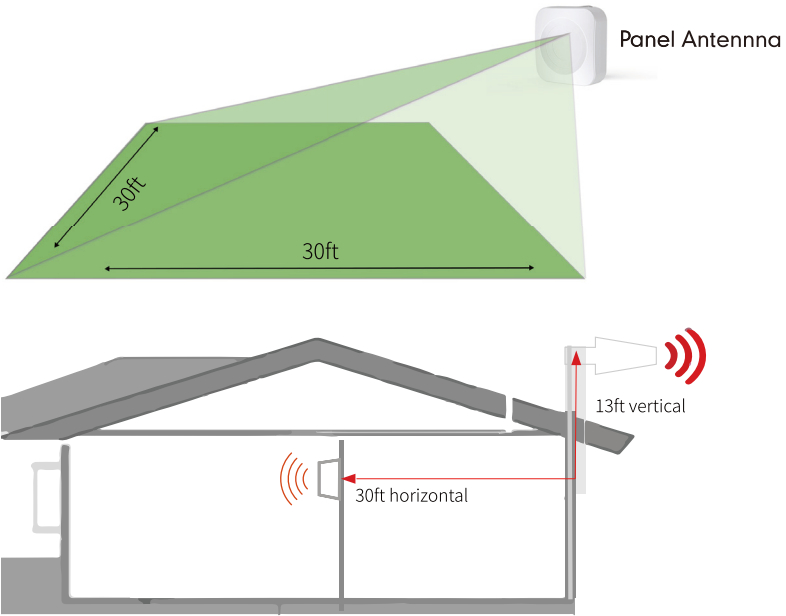 Panel Antennna
30ft
30ft
13ft vertical
30ft horizontal